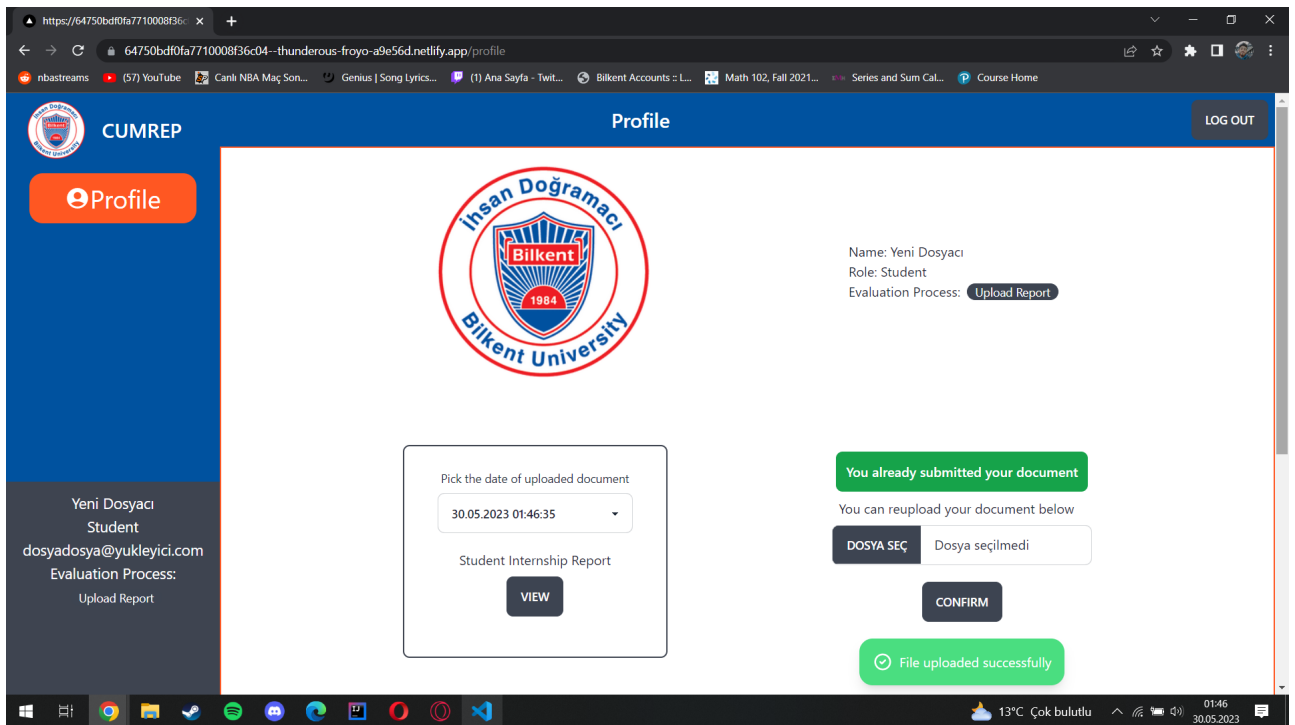 https://64750bdf0fa7710008f36c
64750bdf0fa7710008f36c04--thunderous-froyo-a9e56d.netlify.app/profile
nbastreams
(57) YouTube
Canlı NBA Maç Son...
Genius | Song Lyrics...
(1) Ana Sayfa - Twit...
Bilkent Accounts :: L...
Math 102, Fall 2021...
Series and Sum Cal...
Course Home
CUMREP
Profile
LOG OUT
Profile
İhsan Doğramacı
Bilkent
1984
Bilkent University
Name: Yeni Dosyacı
Role: Student
Evaluation Process: Upload Report
Pick the date of uploaded document
30.05.2023 01:46:35
Student Internship Report
VIEW
You already submitted your document
You can reupload your document below
DOSYA SEÇ Dosya seçilmedi
CONFIRM
File uploaded successfully
Yeni Dosyacı
Student
dosyadosya@yukleyici.com
Evaluation Process:
Upload Report
13°C Çok bulutlu
01:46
30.05.2023